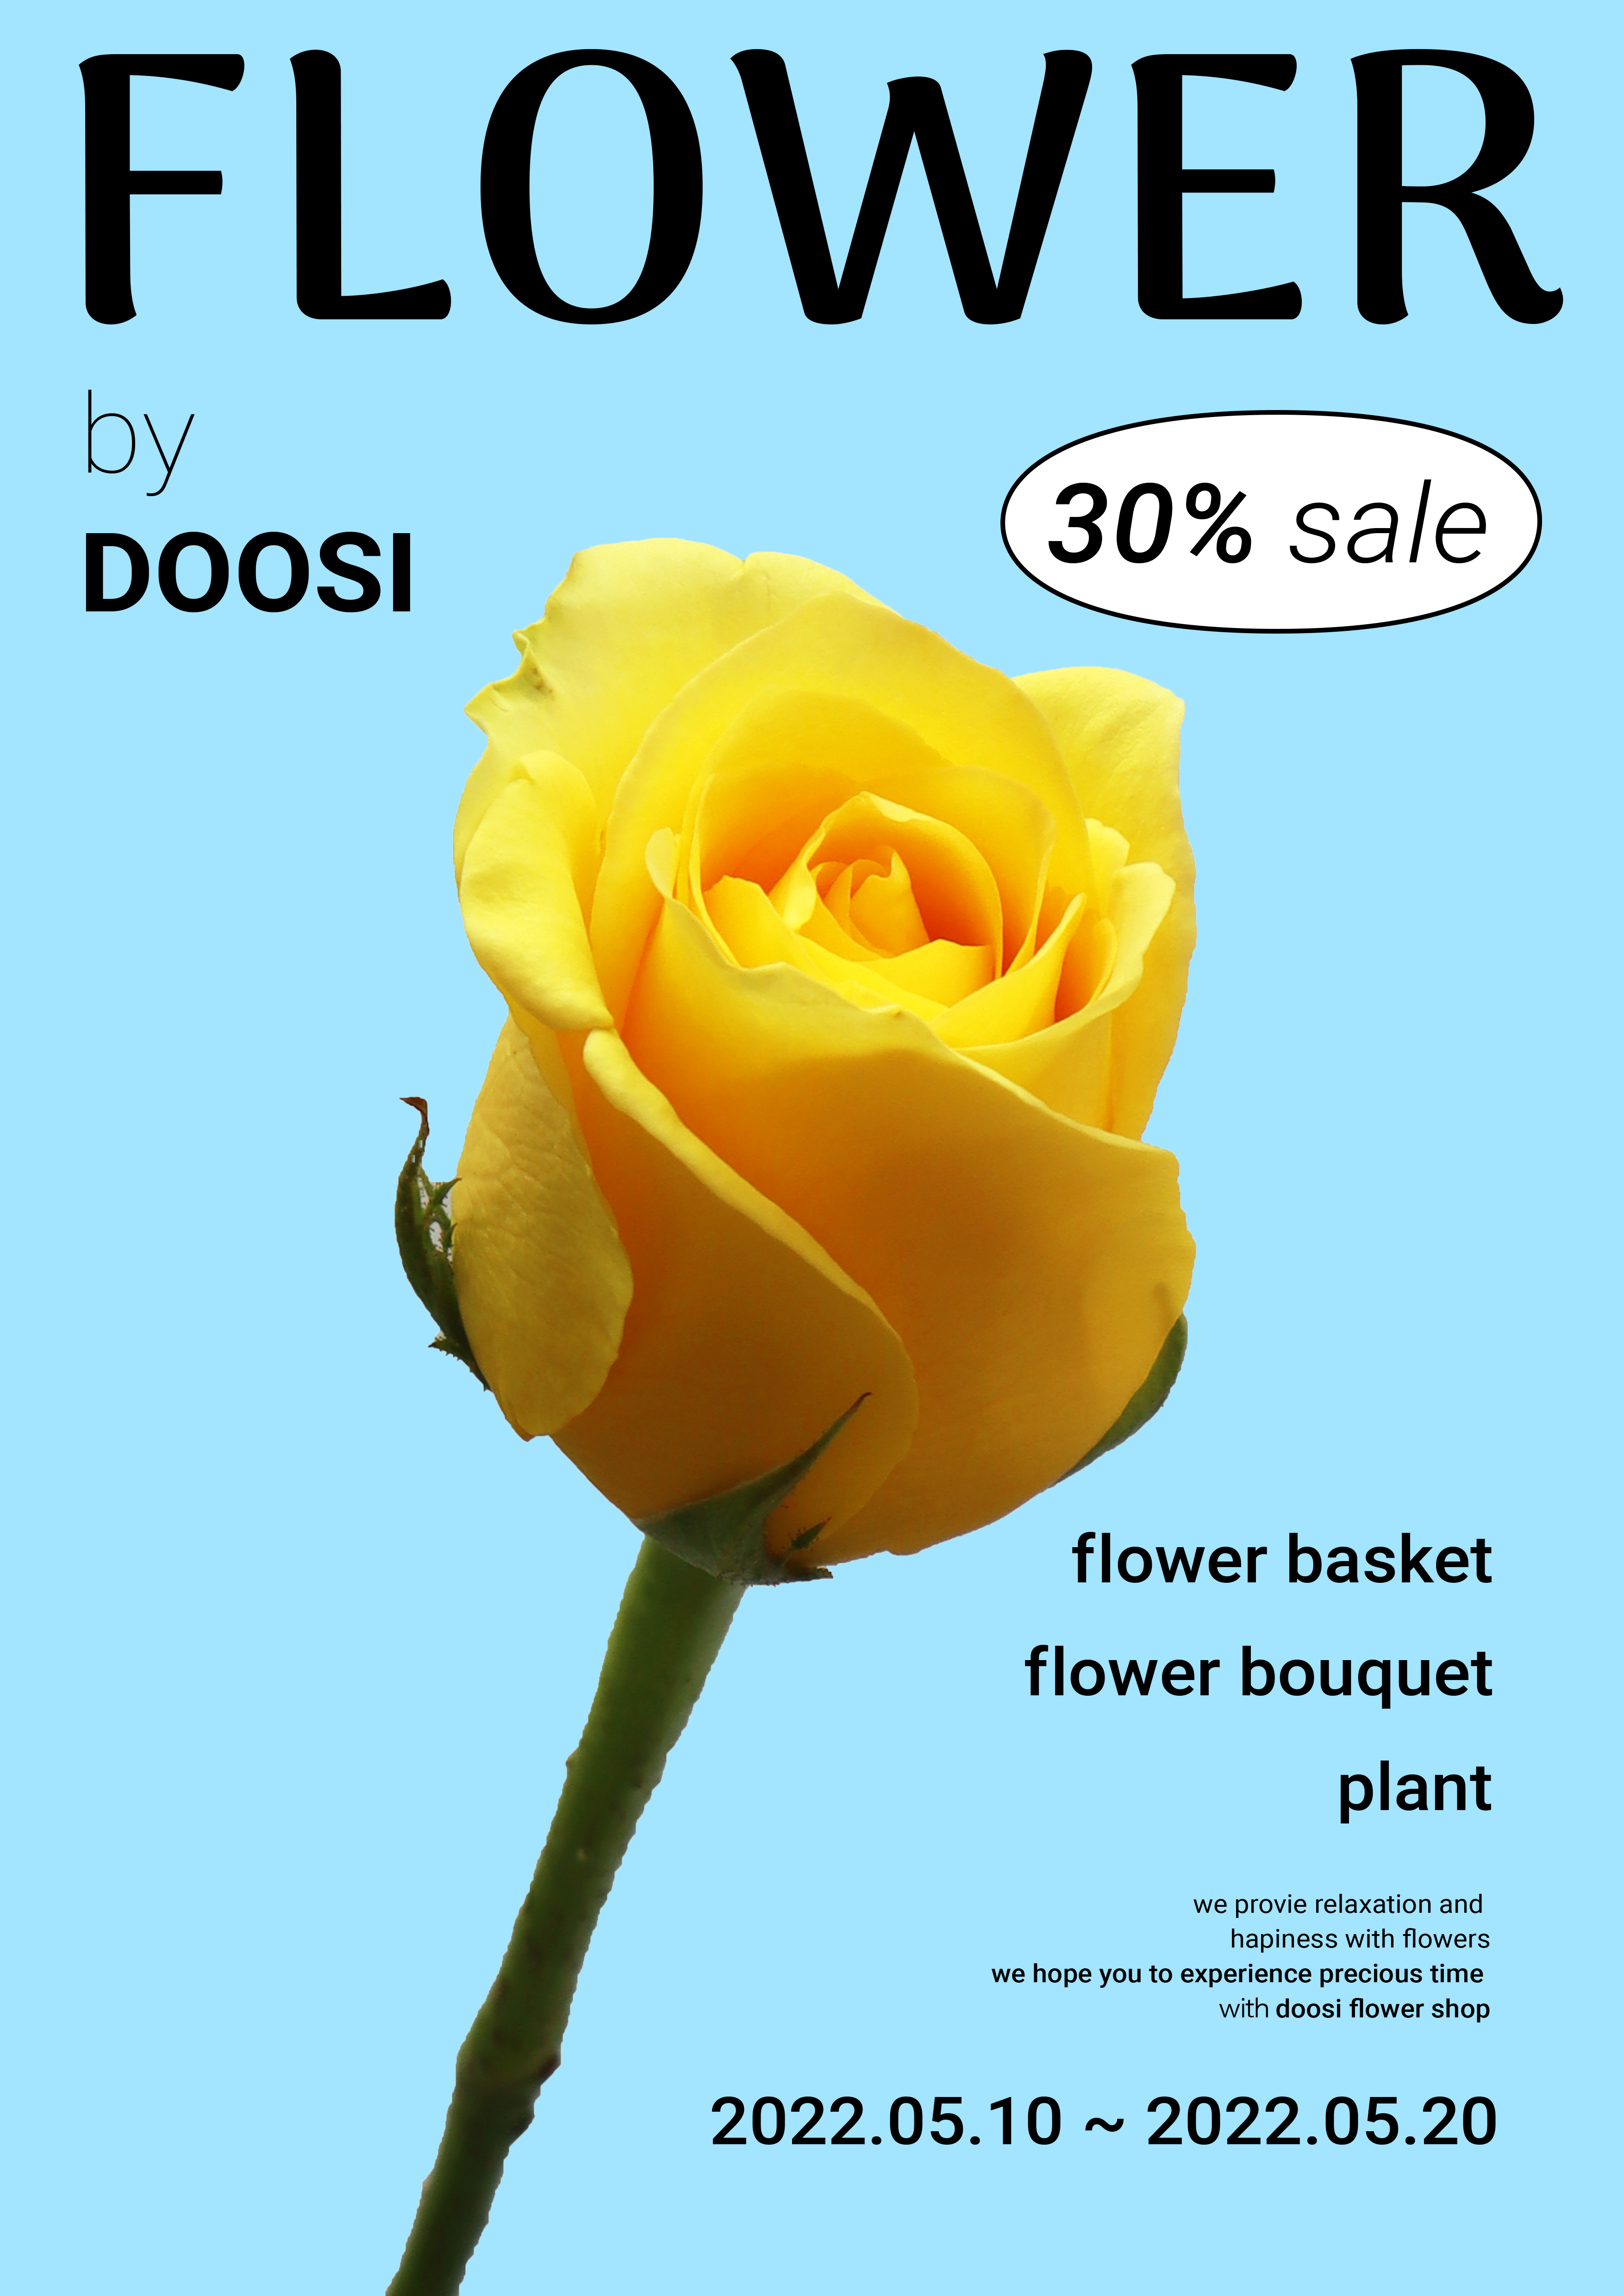 FLOWER
by
DOOSI
30% sale
flower basket
flower bouquet
plant
we provie relaxation and
hapiness with flowers
we hope you to experience precious time
with doosi flower shop
2022.05.10 ~ 2022.05.20